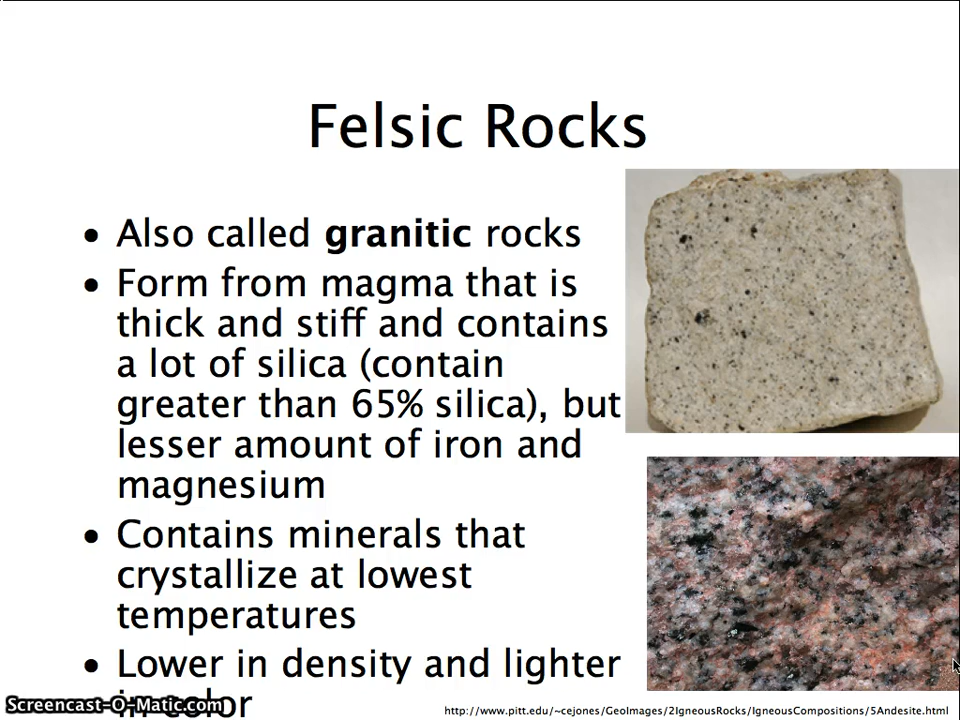 Felsic Rocks
• Also called granitic rocks
• Form from magma that is
thick and stiff and contains
a lot of silica (contain
greater than 65% silica), but
lesser amount of iron and
magnesium
• Contains minerals that
crystallize at lowest
temperatures
• Lower in density and lighter
in color
Screencast-O-Matic.com
http://www.pitt.edu/~cejones/GeoImages/2IgneousRocks/IgneousCompositions/5Andesite.html